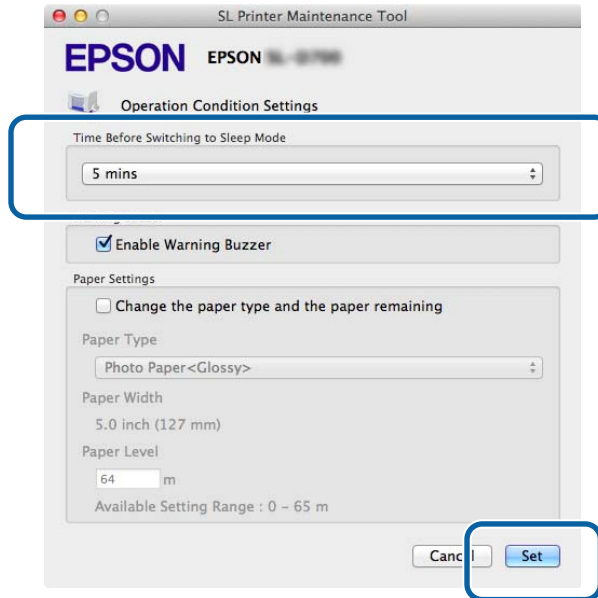 SL Printer Maintenance Tool
EPSON EPSON
Operation Condition Settings
Time Before Switching to Sleep Mode
5 mins
Enable Warning Buzzer
Paper Settings
Change the paper type and the paper remaining
Paper Type
Photo Paper<Glossy>
Paper Width
5.0 inch (127 mm)
Paper Level
64 m
Available Setting Range : 0 – 65 m
Cancel Set